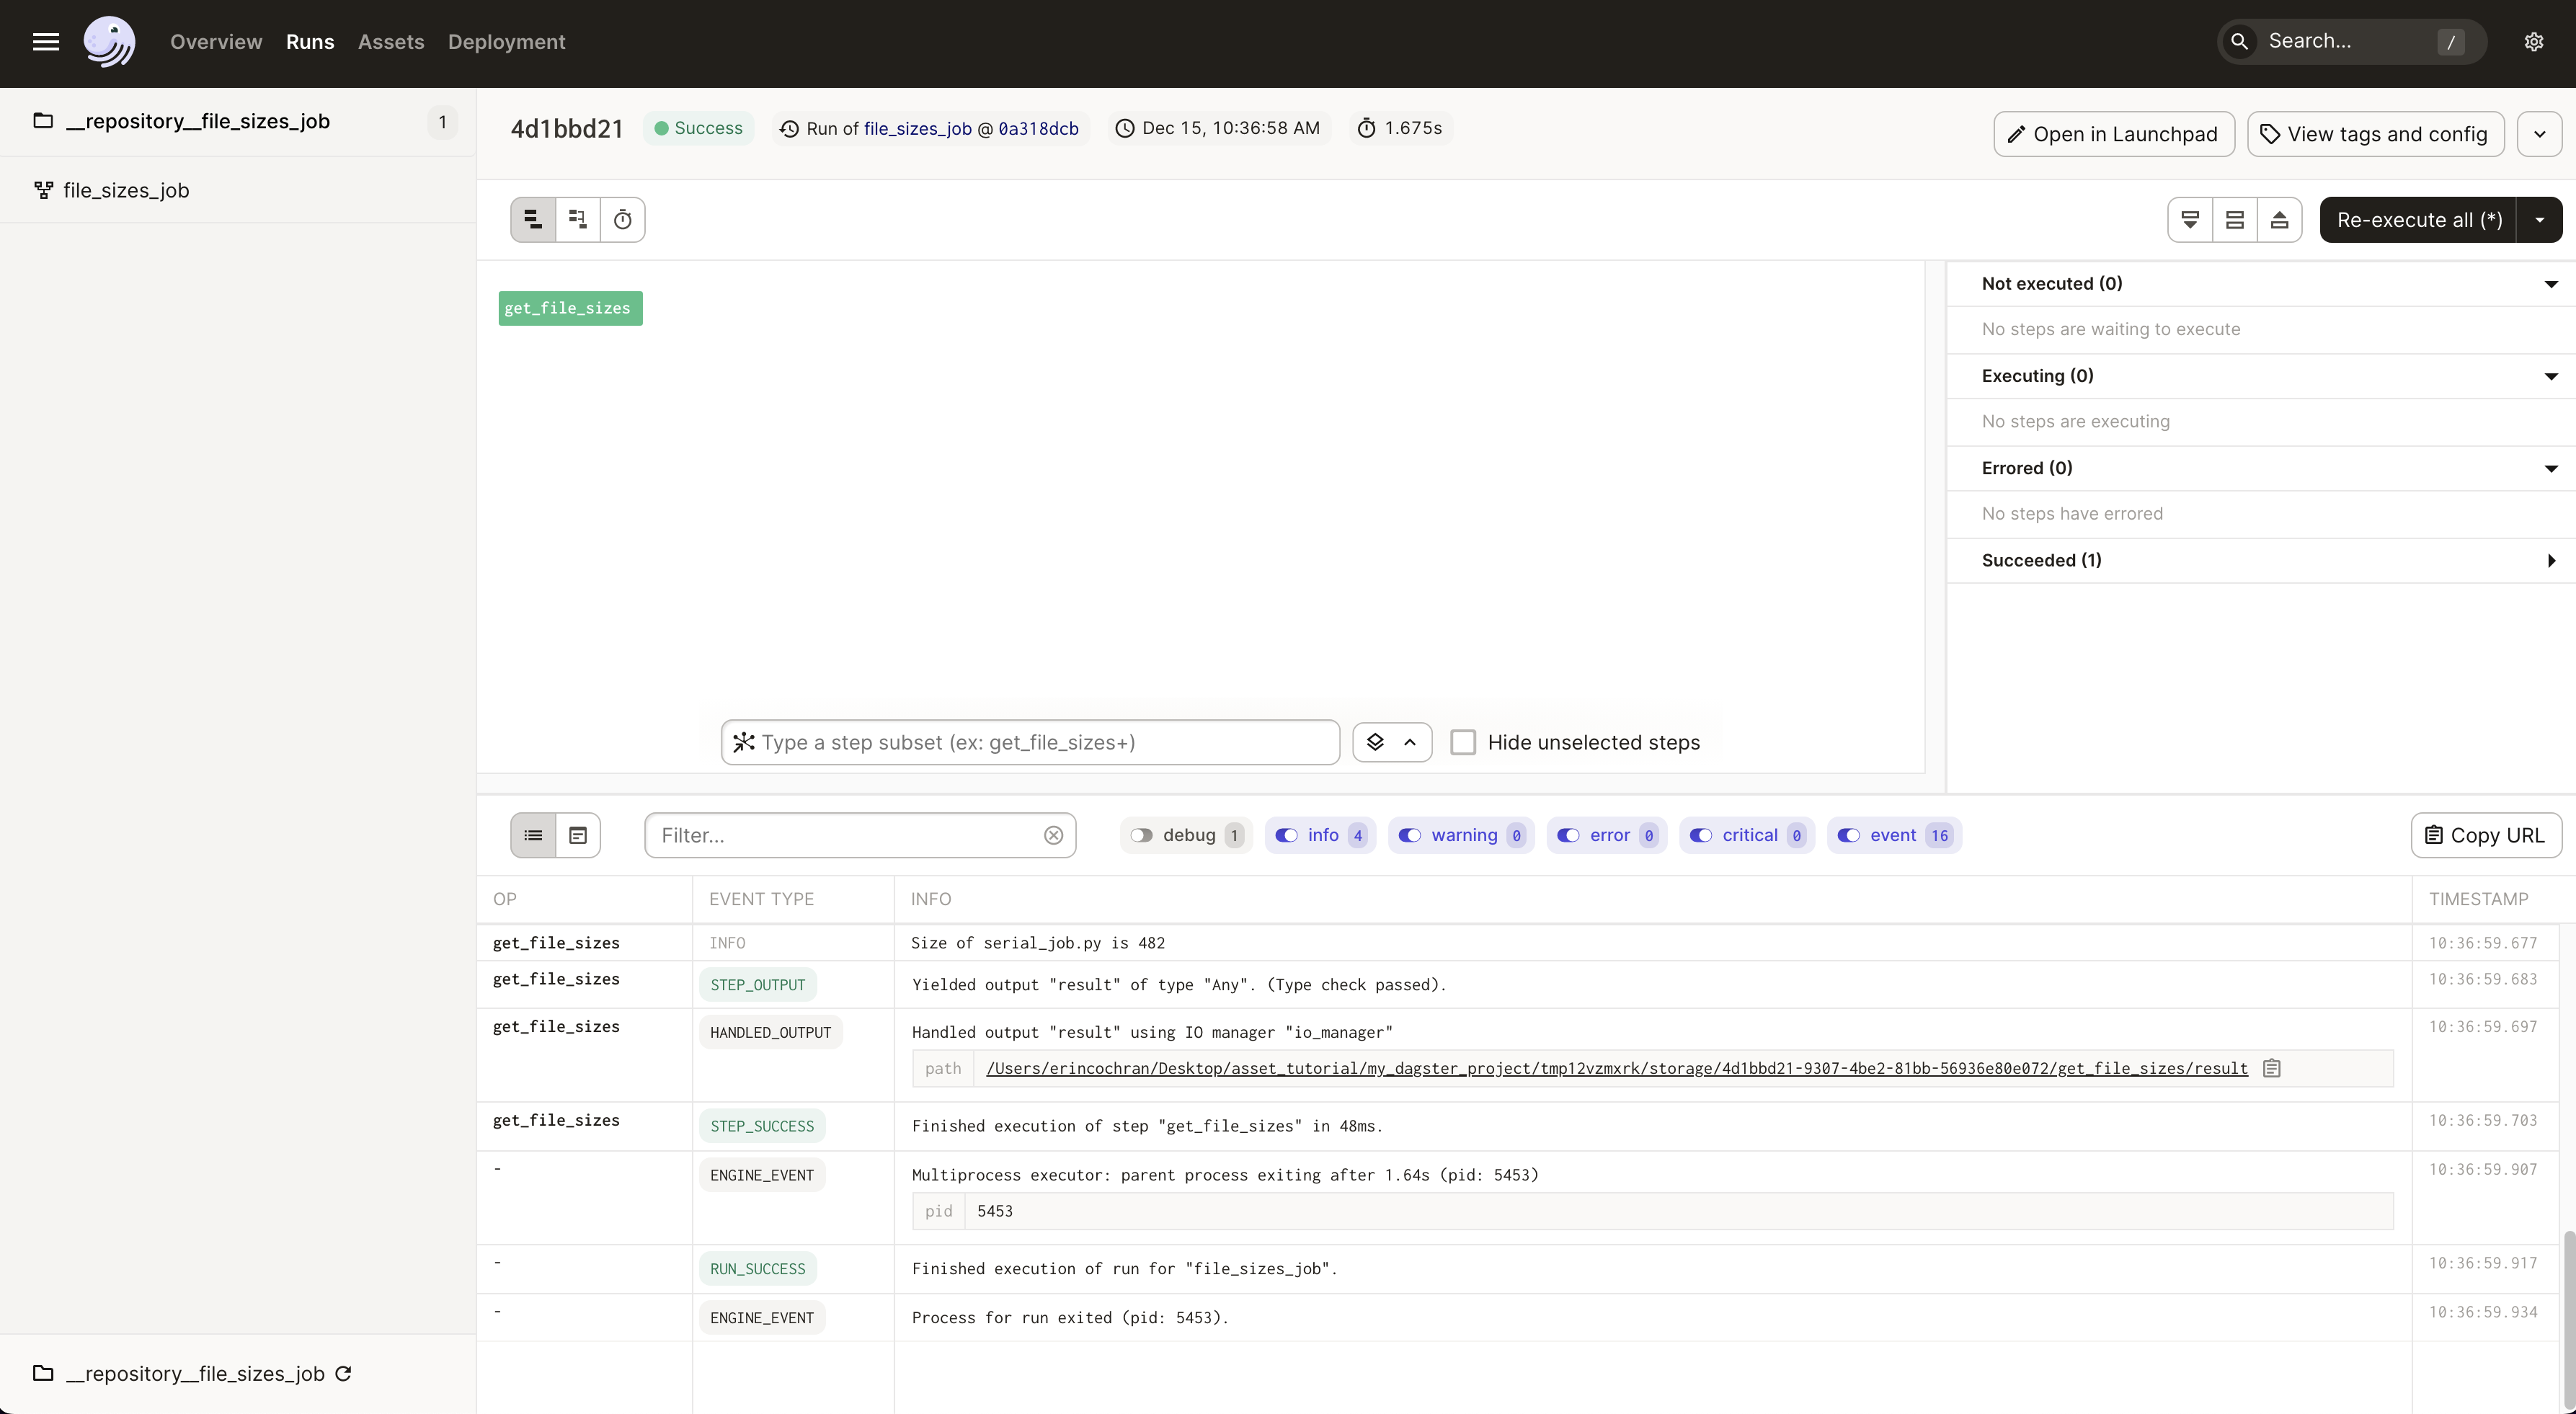 Overview Runs Assets Deployment Search... /
__repository__file_sizes_job 1
file_sizes_job
4d1bbd21 Success Run of file_sizes_job @ 0a318dcb Dec 15, 10:36:58 AM 1.675s Open in Launchpad View tags and config
Re-execute all (*)
get_file_sizes
Not executed (0)
No steps are waiting to execute
Executing (0)
No steps are executing
Errored (0)
No steps have errored
Succeeded (1)
Type a step subset (ex: get_file_sizes+) Hide unselected steps
Filter... debug 1 info 4 warning 0 error 0 critical 0 event 16 Copy URL
OP EVENT TYPE INFO TIMESTAMP
get_file_sizes INFO Size of serial_job.py is 482 10:36:59.677
get_file_sizes STEP_OUTPUT Yielded output "result" of type "Any". (Type check passed). 10:36:59.683
get_file_sizes HANDLED_OUTPUT Handled output "result" using IO manager "io_manager" 10:36:59.697
path /Users/erincochran/Desktop/asset_tutorial/my_dagster_project/tmp12vzmxrk/storage/4d1bbd21-9307-4be2-81bb-56936e80e072/get_file_sizes/result
get_file_sizes STEP_SUCCESS Finished execution of step "get_file_sizes" in 48ms. 10:36:59.703
- ENGINE_EVENT Multiprocess executor: parent process exiting after 1.64s (pid: 5453) 10:36:59.907
pid 5453
- RUN_SUCCESS Finished execution of run for "file_sizes_job". 10:36:59.917
- ENGINE_EVENT Process for run exited (pid: 5453). 10:36:59.934
__repository__file_sizes_job